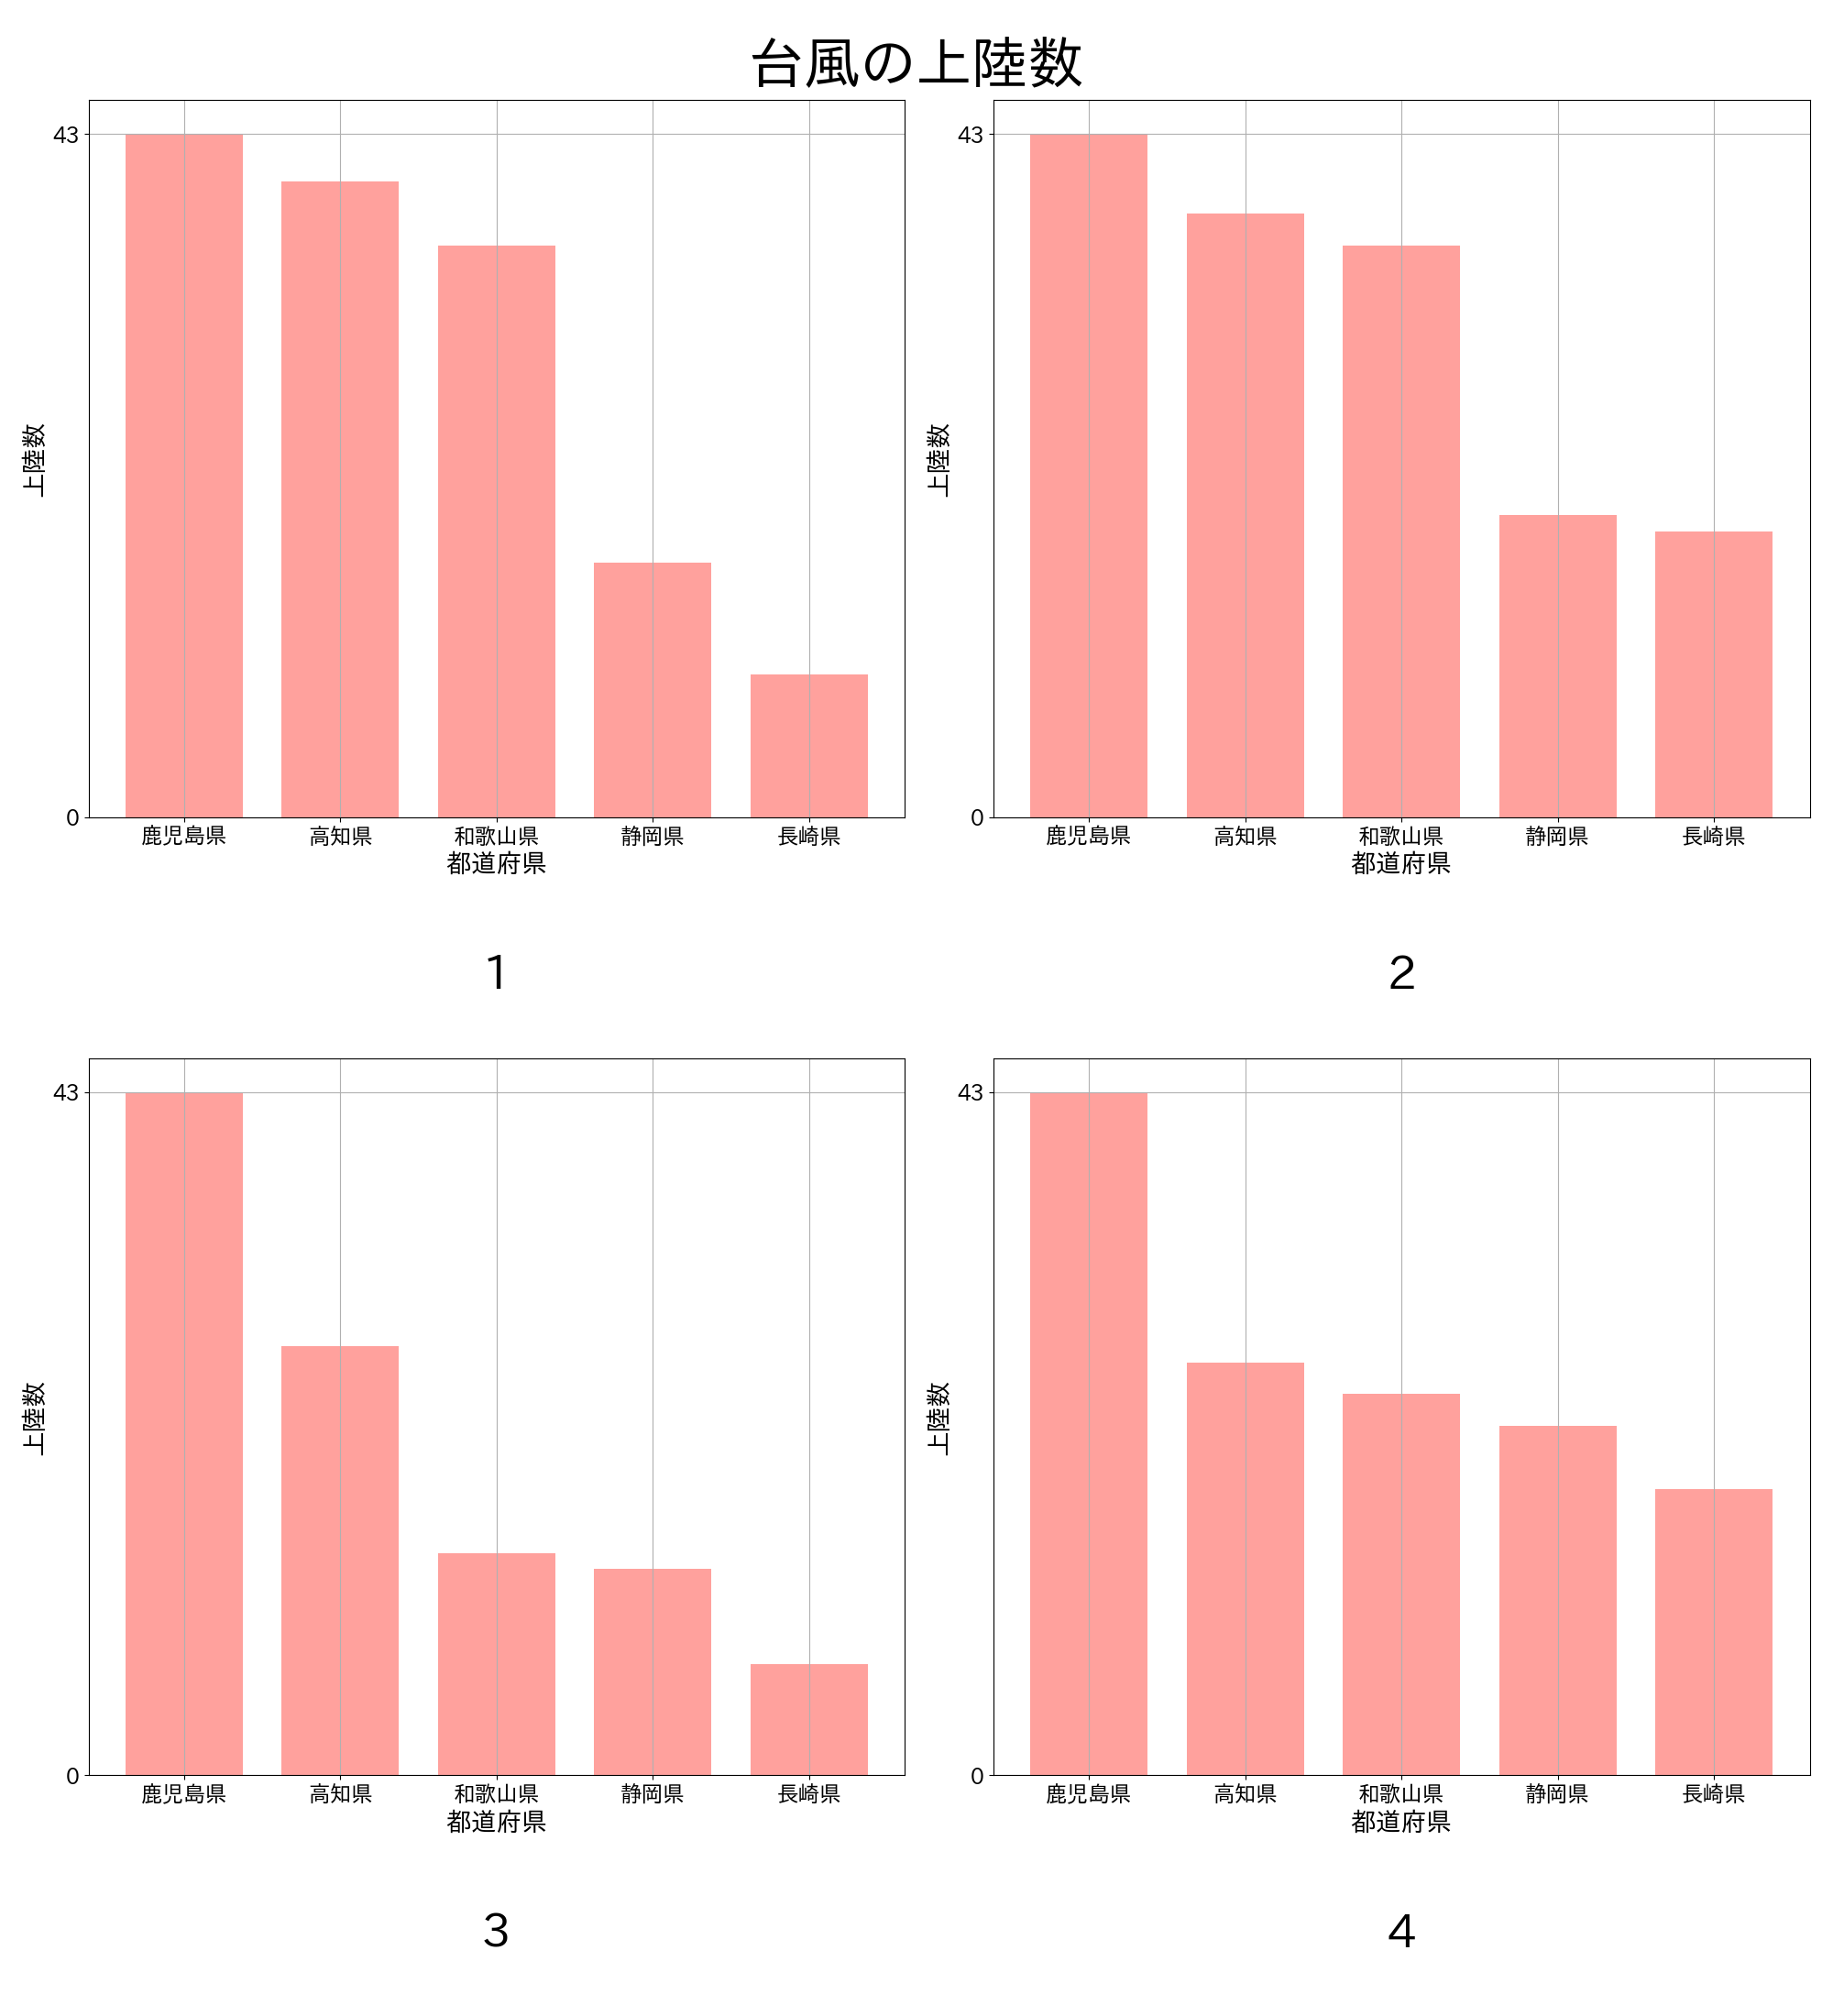 台風の上陸数
43
0
上陸数
鹿児島県 高知県 和歌山県 静岡県 長崎県
都道府県
1
43
0
上陸数
鹿児島県 高知県 和歌山県 静岡県 長崎県
都道府県
2
43
0
上陸数
鹿児島県 高知県 和歌山県 静岡県 長崎県
都道府県
3
43
0
上陸数
鹿児島県 高知県 和歌山県 静岡県 長崎県
都道府県
4